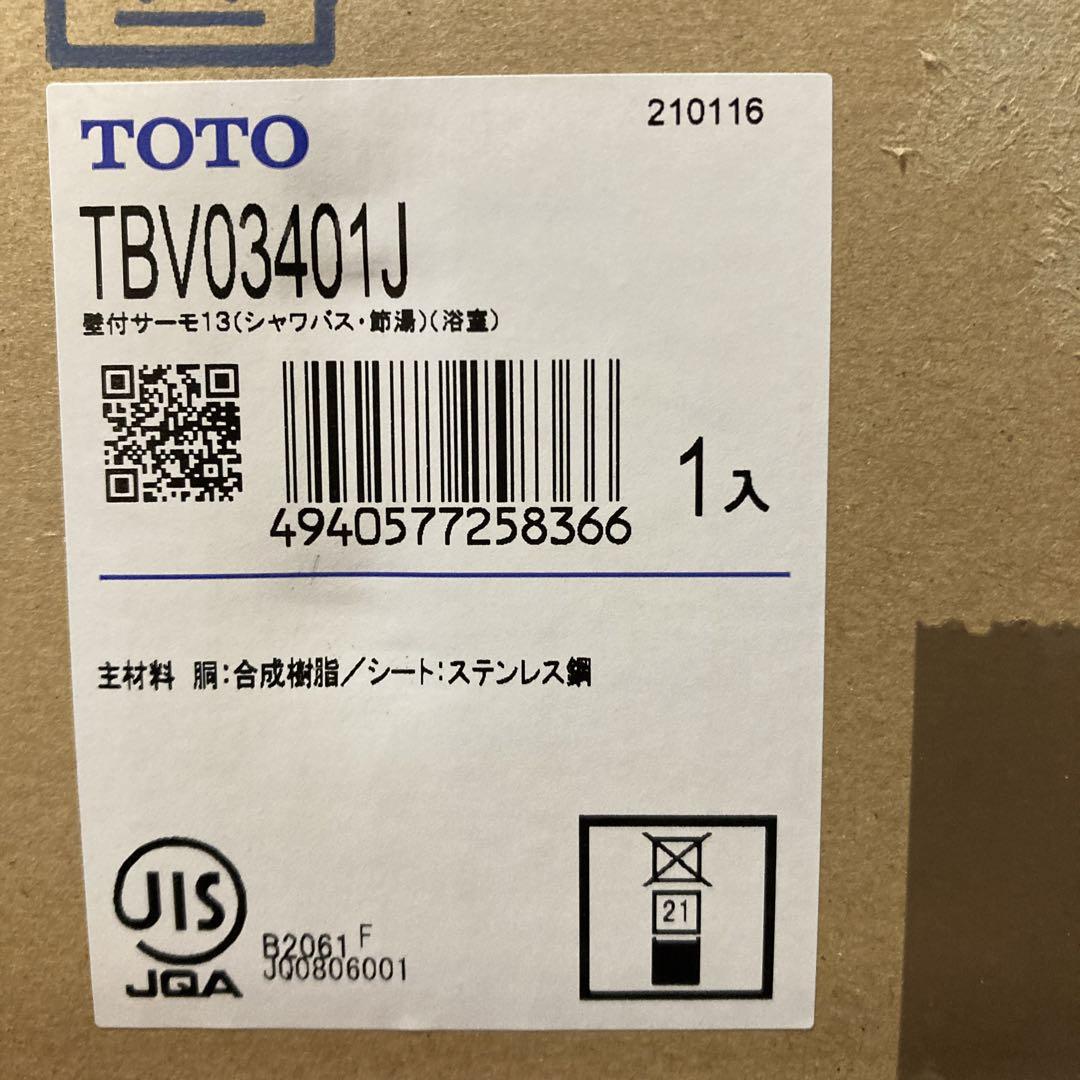 TOTO
210116
TBV03401J
壁付サーモ13(シャワバス・節湯)(浴室)
4940577258366
1入
主材料 胴:合成樹脂/シート:ステンレス鋼
JIS
JQA
B2061 F
JQ0806001
21